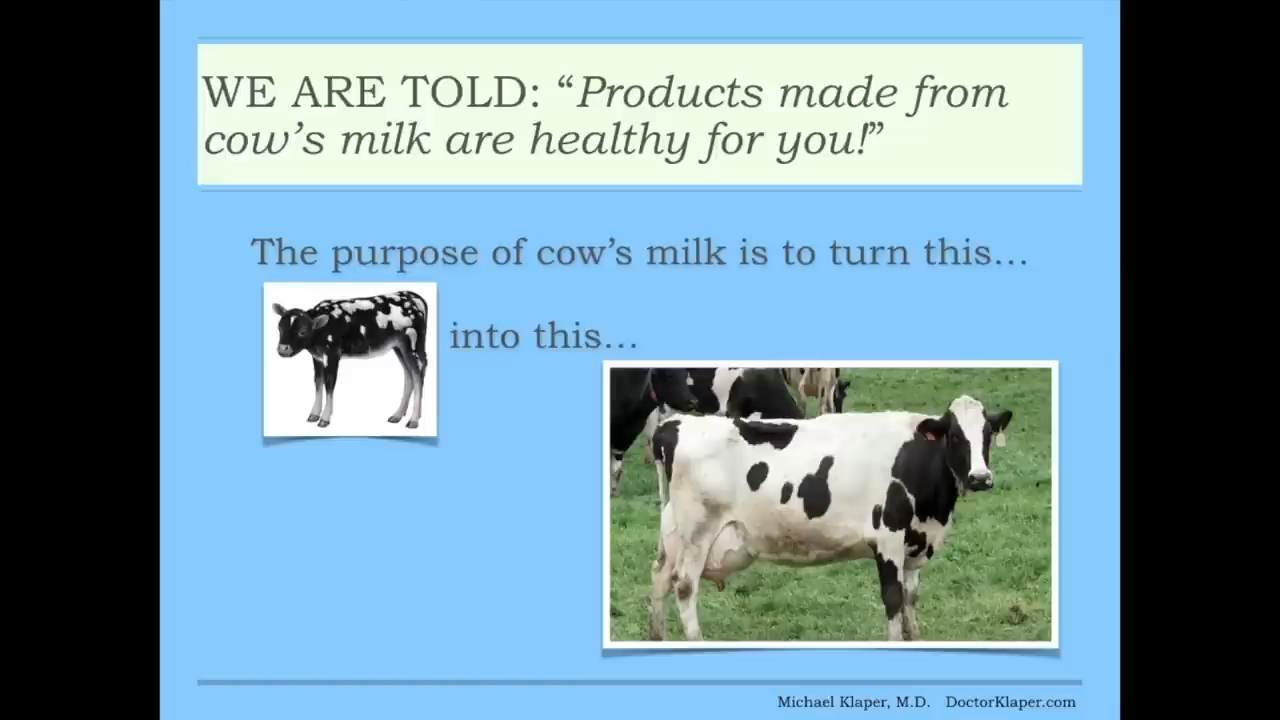 WE ARE TOLD: “Products made from
cow’s milk are healthy for you!”
The purpose of cow’s milk is to turn this…
into this…
Michael Klaper, M.D. DoctorKlaper.com